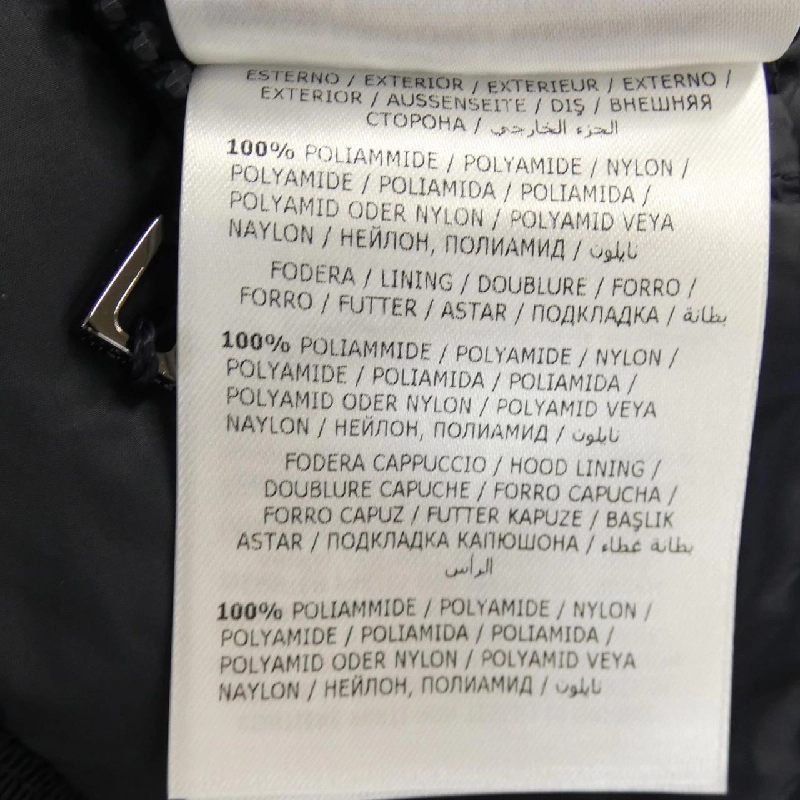 ESTERNO / EXTERIOR / EXTERIEUR / EXTERNO /
EXTERIOR / AUSSENSEITE / DIŞ / ВНЕШНЯЯ
СТОРОНА / الجزء الخارجي
100% POLIAMMIDE / POLYAMIDE / NYLON /
POLYAMIDE / POLIAMIDA / POLIAMIDA /
POLYAMID ODER NYLON / POLYAMID VEYA
NAYLON / НЕЙЛОН, ПОЛИАМИД / نايلون
FODERA / LINING / DOUBLURE / FORRO /
FORRO / FUTTER / ASTAR / ПОДКЛАДКА / بطانة
100% POLIAMMIDE / POLYAMIDE / NYLON /
POLYAMIDE / POLIAMIDA / POLIAMIDA /
POLYAMID ODER NYLON / POLYAMID VEYA
NAYLON / НЕЙЛОН, ПОЛИАМИД / نايلون
FODERA CAPPUCCIO / HOOD LINING /
DOUBLURE CAPUCHE / FORRO CAPUCHA /
FORRO CAPUZ / FUTTER KAPUZE / BAŞLIK
ASTAR / ПОДКЛАДКА КАПЮШОНА / بطانة غطاء
الرأس
100% POLIAMMIDE / POLYAMIDE / NYLON /
POLYAMIDE / POLIAMIDA / POLIAMIDA /
POLYAMID ODER NYLON / POLYAMID VEYA
NAYLON / НЕЙЛОН, ПОЛИАМИД / نايلون